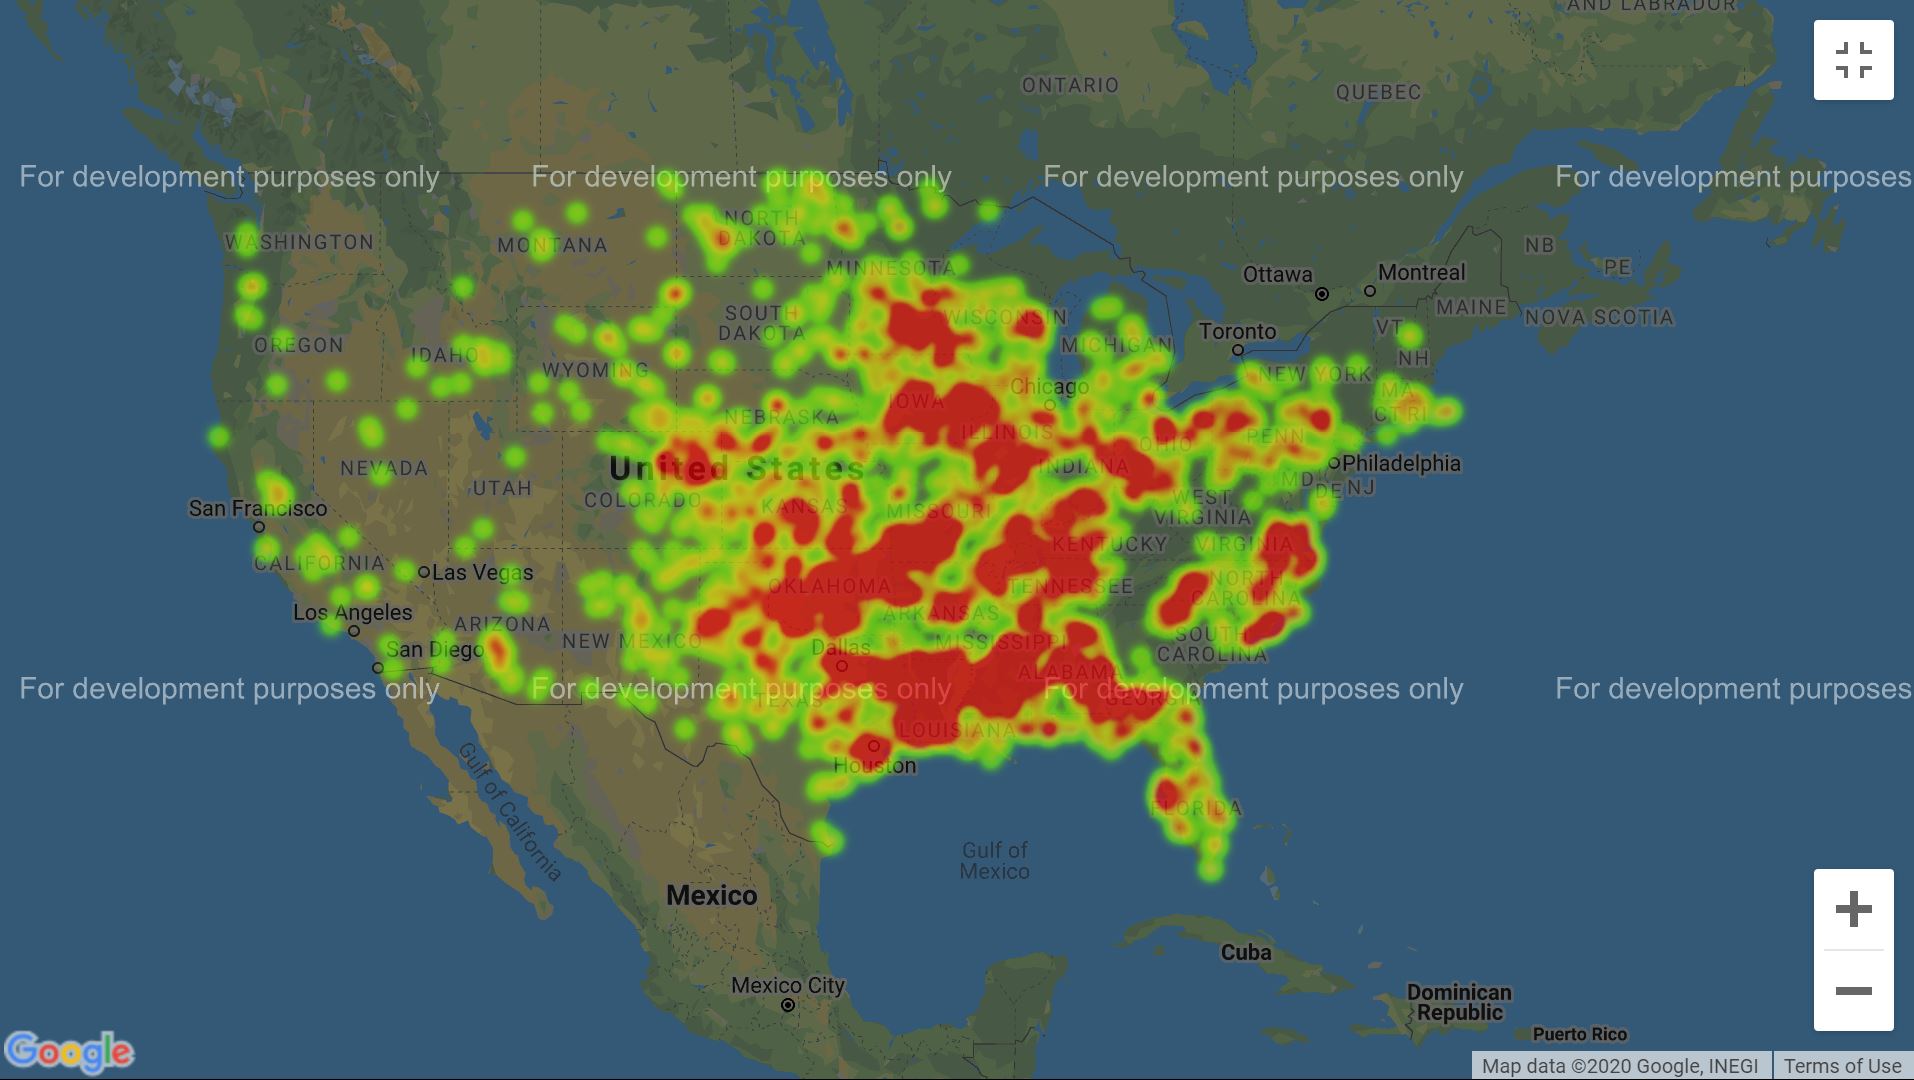 AND LABRADOR
ONTARIO
QUEBEC
For development purposes only
For development purposes only
For development purposes only
For development purposes
NORTH
DAKOTA
WASHINGTON
MONTANA
NB
MINNESOTA
PE
Ottawa
Montreal
MAINE
NOVA SCOTIA
SOUTH
DAKOTA
WISCONSIN
VT
Toronto
OREGON
IDAHO
MICHIGAN
NH
WYOMING
NEW YORK
Chicago
MA
IOWA
CT RI
NEBRASKA
ILLINOIS
OHIO
PENN
NEVADA
United States
INDIANA
Philadelphia
UTAH
COLORADO
MD
DE
NJ
San Francisco
KANSAS
MISSOURI
WEST
VIRGINIA
CALIFORNIA
KENTUCKY
VIRGINIA
Las Vegas
OKLAHOMA
TENNESSEE
NORTH
CAROLINA
Los Angeles
ARIZONA
ARKANSAS
NEW MEXICO
MISSISSIPPI
SOUTH
CAROLINA
San Diego
Dallas
ALABAMA
For development purposes only
For development purposes only
For development purposes only
For development purposes
TEXAS
GEORGIA
LOUISIANA
Houston
Gulf of California
FLORIDA
Gulf of
Mexico
Mexico
Cuba
Mexico City
Dominican
Republic
Puerto Rico
Google
Map data ©2020 Google, INEGI
Terms of Use